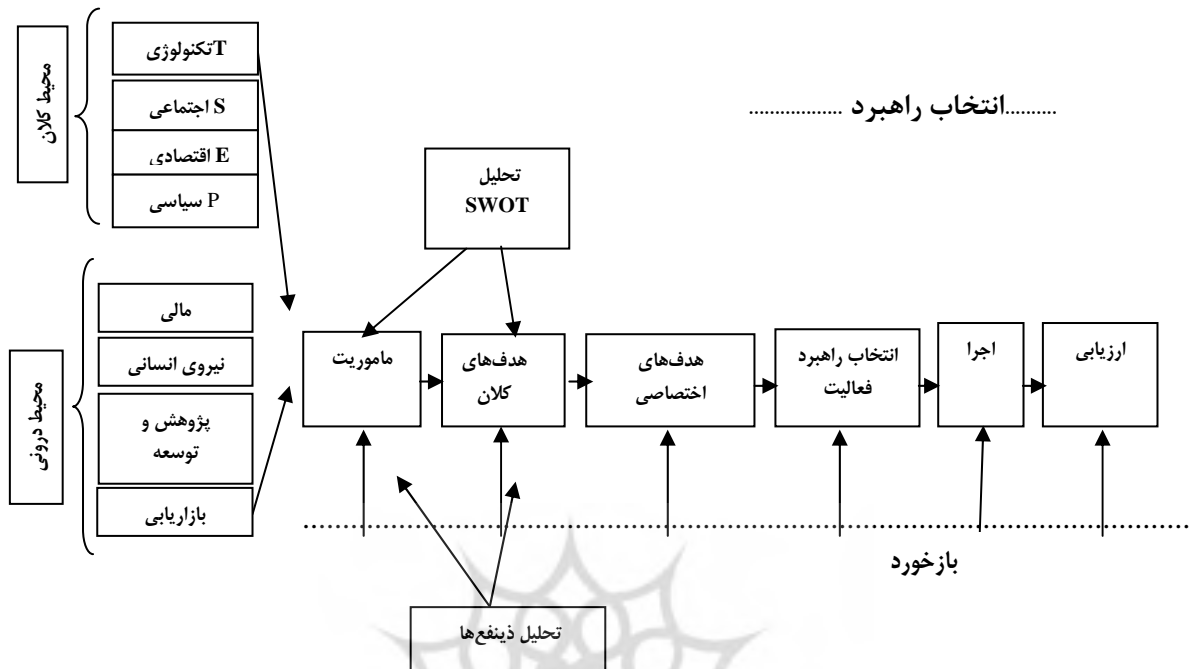 محیط کلان
Tتکنولوژی
S اجتماعی
E اقتصادی
P سیاسی
..........انتخاب راهبرد ..................
تحلیل
SWOT
محیط درونی
مالی
نیروی انسانی
پژوهش و
توسعه
بازاریابی
ماموریت
هدف‌های
کلان
هدف‌های
اختصاصی
انتخاب راهبرد
فعالیت
اجرا
ارزیابی
بازخورد
تحلیل ذینفع‌ها